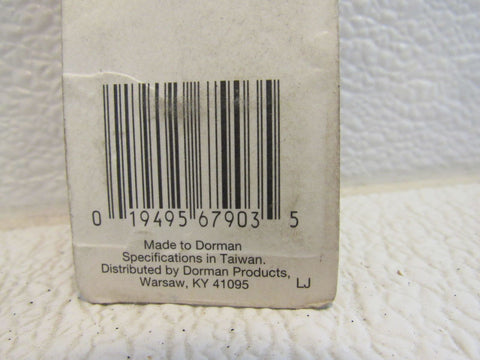 0 19495 67903 5
Made to Dorman
Specifications in Taiwan.
Distributed by Dorman Products,
Warsaw, KY 41095
LJ